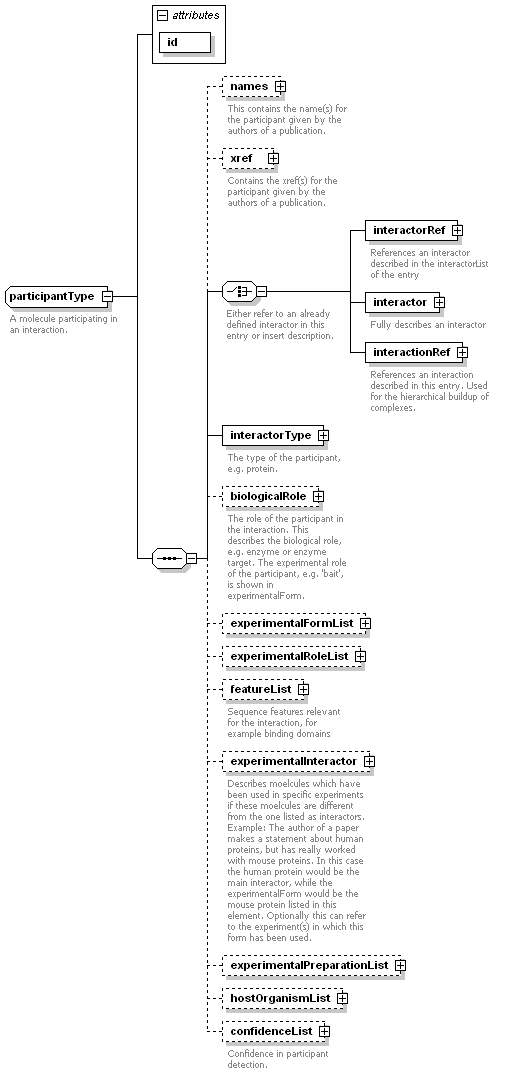 attributes
id
names
This contains the name(s) for
the participant given by the
authors of a publication.
xref
Contains the xref(s) for the
participant given by the
authors of a publication.
interactorRef
References an interactor
described in the interactorList
of the entry
participantType
A molecule participating in
an interaction.
Either refer to an already
defined interactor in this
entry or insert description.
interactor
Fully describes an interactor
interactionRef
References an interaction
described in this entry. Used
for the hierarchical buildup of
complexes.
interactorType
The type of the participant,
e.g. protein.
biologicalRole
The role of the participant in
the interaction. This
describes the biological role,
e.g. enzyme or enzyme
target. The experimental role
of the participant, e.g. 'bait',
is shown in
experimentalForm.
experimentalFormList
experimentalRoleList
featureList
Sequence features relevant
for the interaction, for
example binding domains
experimentalInteractor
Describes moelcules which have
been used in specific experiments
if these moelcules are different
from the one listed as interactors.
Example: The author of a paper
makes a statement about human
proteins, but has really worked
with mouse proteins. In this case
the human protein would be the
main interactor, while the
experimentalForm would be the
mouse protein listed in this
element. Optionally this can refer
to the experiment(s) in which this
form has been used.
experimentalPreparationList
hostOrganismList
confidenceList
Confidence in participant
detection.